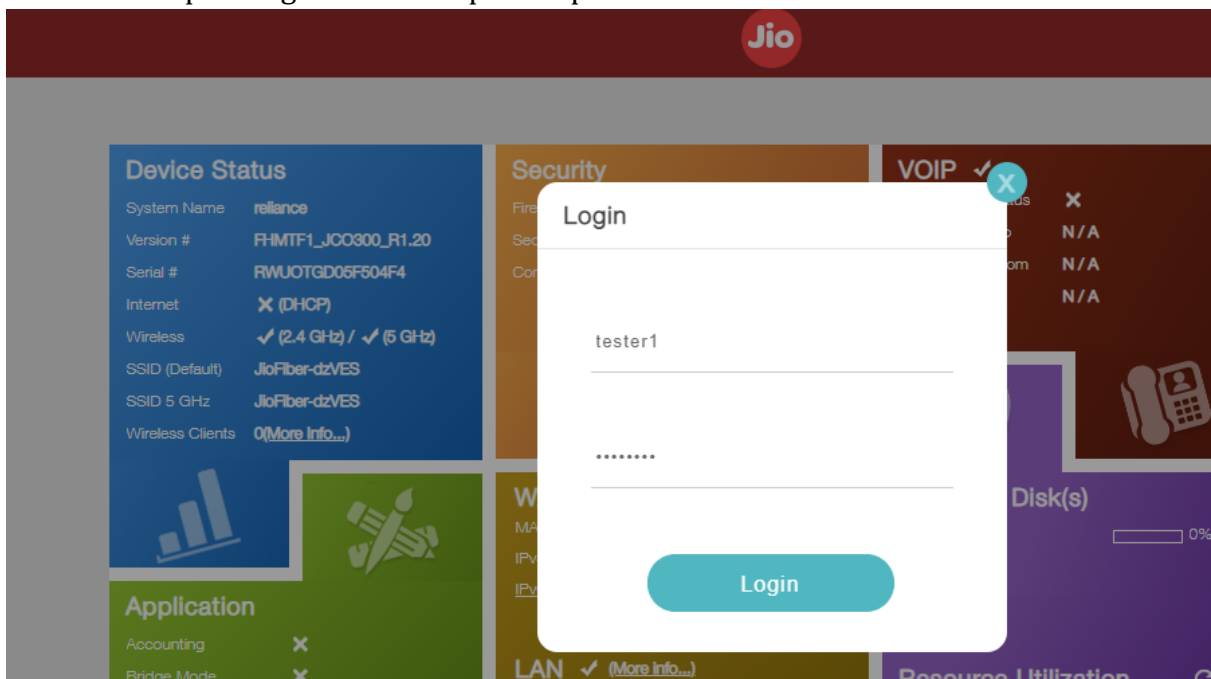 Jio
Device Status
System Name reliance
Version # FHMTF1_JCO300_R1.20
Serial # RWUOTGD05F504F4
Internet ✕ (DHCP)
Wireless ✓ (2.4 GHz) / ✓ (5 GHz)
SSID (Default) JioFiber-dzVES
SSID 5 GHz JioFiber-dzVES
Wireless Clients 0(More Info...)
Security
VOIP ✓
N/A
N/A
N/A
X
Login
tester1
••••••••
Login
Disk(s)
0%
Application
Accounting ✕
Bridge Mode ✕
LAN ✓ (More Info...)
Resource Utilization